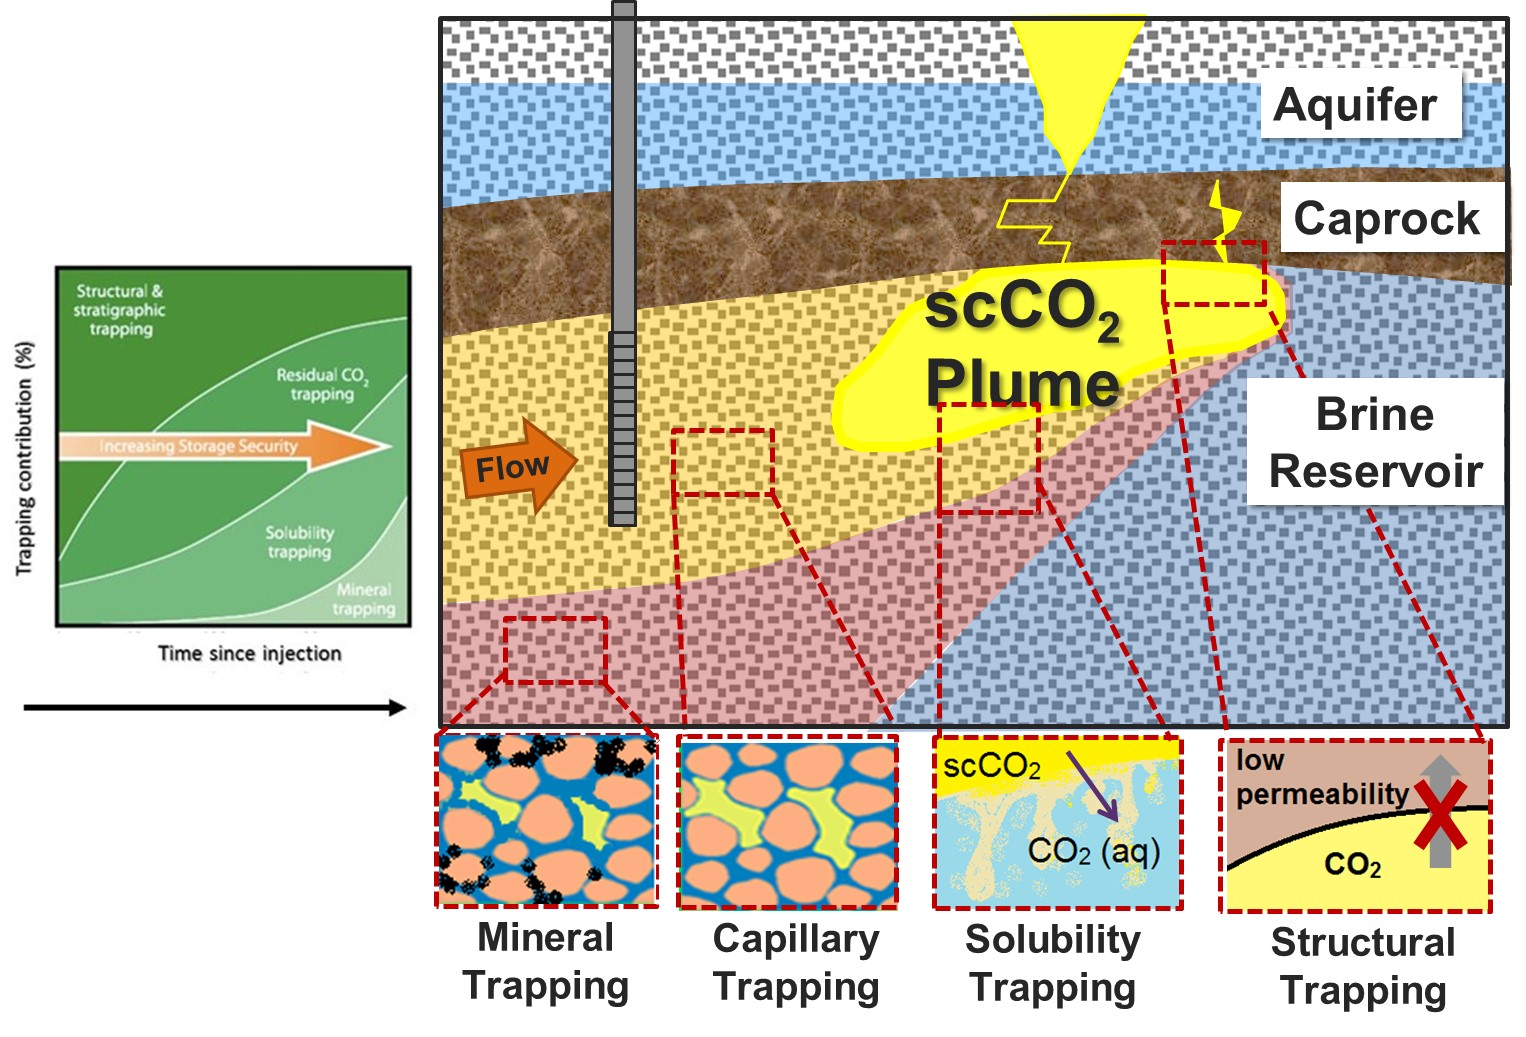 Structural &
stratigraphic
trapping
Residual CO₂
trapping
Increasing Storage Security
Solubility
trapping
Mineral
trapping
Trapping contribution (%)
Time since injection
Aquifer
Caprock
scCO₂
Plume
Brine
Reservoir
Flow
scCO₂
CO₂ (aq)
low
permeability
CO₂
Mineral
Trapping
Capillary
Trapping
Solubility
Trapping
Structural
Trapping